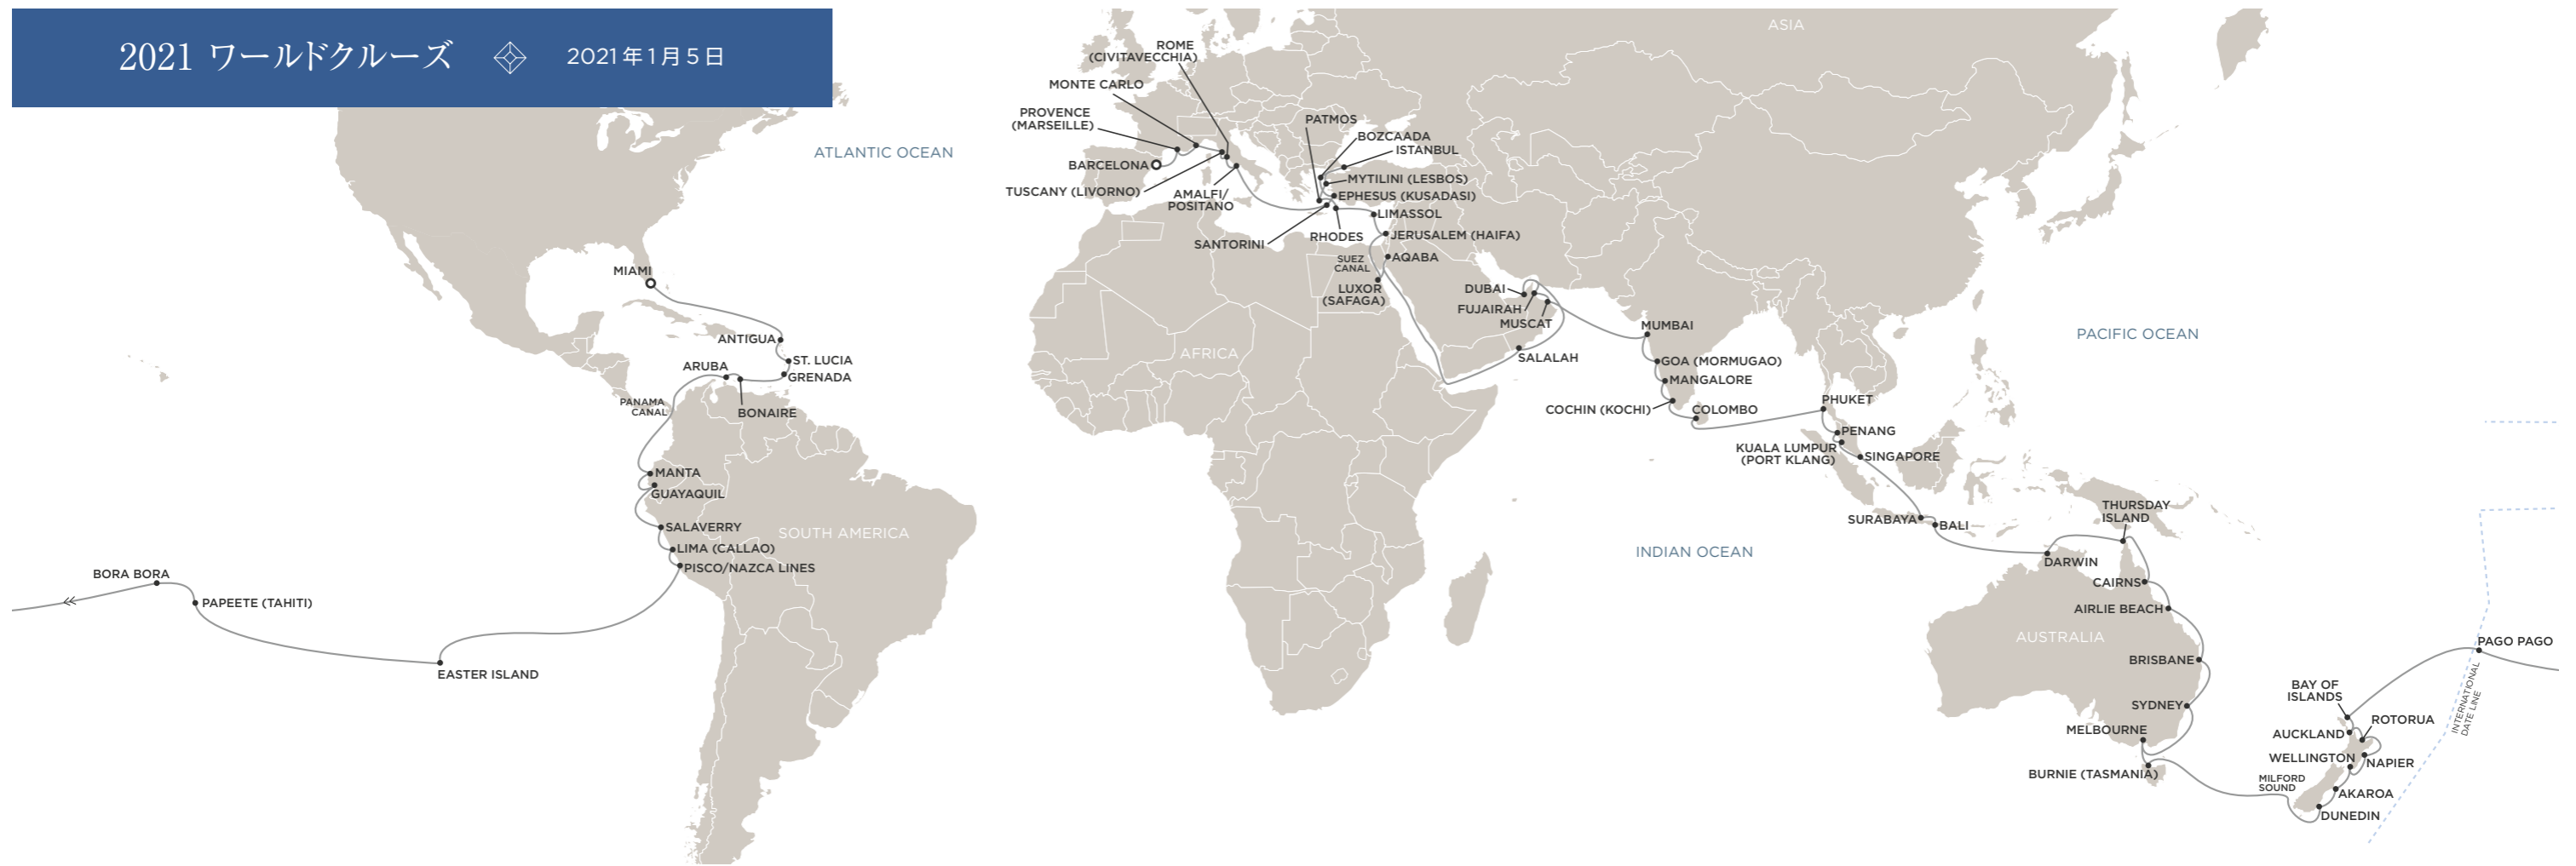 2021 ワールドクルーズ
2021年1月5日
ATLANTIC OCEAN
MIAMI
ANTIGUA
ST. LUCIA
GRENADA
ARUBA
BONAIRE
PANAMA
CANAL
MANTA
GUAYAQUIL
SALAVERRY
LIMA (CALLAO)
PISCO/NAZCA LINES
SOUTH AMERICA
BORA BORA
PAPEETE (TAHITI)
EASTER ISLAND
ROME
(CIVITAVECCHIA)
MONTE CARLO
PROVENCE
(MARSEILLE)
BARCELONA
TUSCANY (LIVORNO)
AMALFI/
POSITANO
PATMOS
BOZCAADA
ISTANBUL
MYTILINI (LESBOS)
EPHESUS (KUSADASI)
LIMASSOL
SANTORINI
RHODES
JERUSALEM (HAIFA)
SUEZ
CANAL
AQABA
LUXOR
(SAFAGA)
DUBAI
FUJAIRAH
MUSCAT
SALALAH
AFRICA
ASIA
MUMBAI
GOA (MORMUGAO)
MANGALORE
COCHIN (KOCHI)
COLOMBO
PHUKET
PENANG
KUALA LUMPUR
(PORT KLANG)
SINGAPORE
SURABAYA
BALI
INDIAN OCEAN
PACIFIC OCEAN
THURSDAY
ISLAND
DARWIN
CAIRNS
AIRLIE BEACH
AUSTRALIA
BRISBANE
SYDNEY
MELBOURNE
BURNIE (TASMANIA)
PAGO PAGO
INTERNATIONAL
DATE LINE
BAY OF
ISLANDS
ROTORUA
AUCKLAND
WELLINGTON
NAPIER
MILFORD
SOUND
AKAROA
DUNEDIN